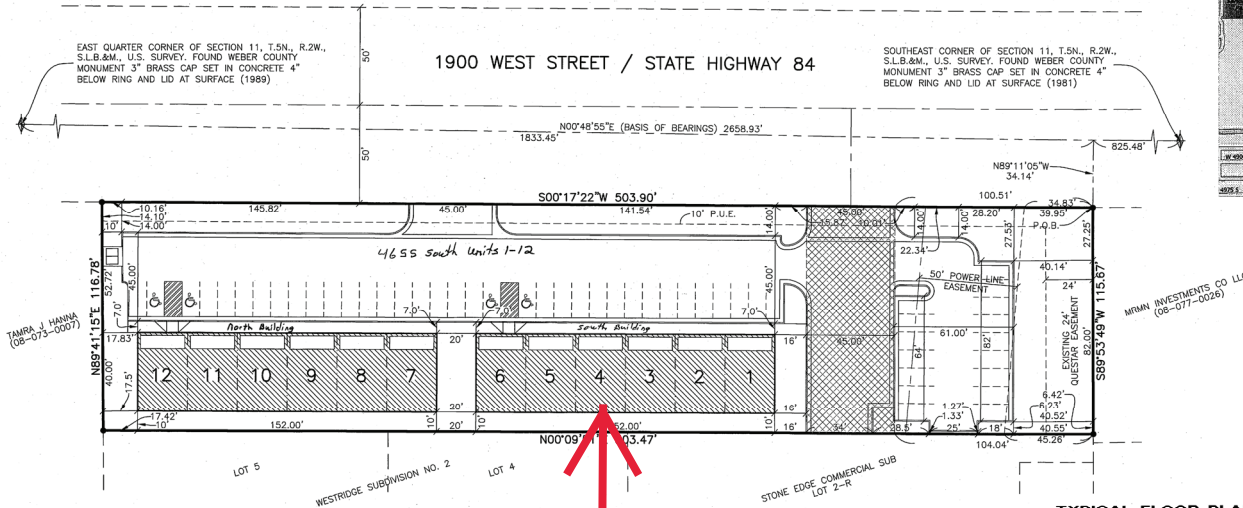 EAST QUARTER CORNER OF SECTION 11, T.5N., R.2W.,
S.L.B.&M., U.S. SURVEY. FOUND WEBER COUNTY
MONUMENT 3" BRASS CAP SET IN CONCRETE 4"
BELOW RING AND LID AT SURFACE (1989)
50'
1900 WEST STREET / STATE HIGHWAY 84
SOUTHEAST CORNER OF SECTION 11, T.5N., R.2W.,
S.L.B.&M., U.S. SURVEY. FOUND WEBER COUNTY
MONUMENT 3" BRASS CAP SET IN CONCRETE 4"
BELOW RING AND LID AT SURFACE (1981)
N00°48'55"E (BASIS OF BEARINGS) 2658.93'
1833.45'
825.48'
50'
N89°11'05"W
34.14'
S00°17'22"W 503.90'
100.51'
34.83'
10.16'
145.82'
45.00'
141.54'
10' P.U.E.
45.00'
28.20'
39.95'
14.10'
14.00'
10'
14.00'
15.87'
10.01'
14.00'
14.00'
P.O.B.
27.53'
27.25'
22.34'
4655 South Units 1-12
52.72'
45.00'
45.00'
50' POWER LINE
EASEMENT
40.14'
24'
N89°41'15"E 116.78'
S89°53'49"W 115.67'
TAMRA J HANNA
(08-073-0007)
MRMN INVESTMENTS CO LL
(08-077-0026)
EXISTING 24'
QUESTAR EASEMENT
82.00'
7.0'
7.0'
7.0'
7.0'
North Building
South Building
17.83'
20'
16'
45.00'
64'
61.00'
82'
40.00'
17.5'
12 11 10 9 8 7
6 5 4 3 2 1
17.42'
10'
20'
10'
10'
10'
10'
1.27'
1.33'
6.42'
6.23'
40.52'
152.00'
20'
52.00'
16'
34'
28.5'
25'
18'
40.55'
104.04'
45.26'
N00°09'
03.47'
LOT 5
WESTRIDGE SUBDIVISION NO. 2
LOT 4
STONE EDGE COMMERCIAL SUB
LOT 2-R
4975 S